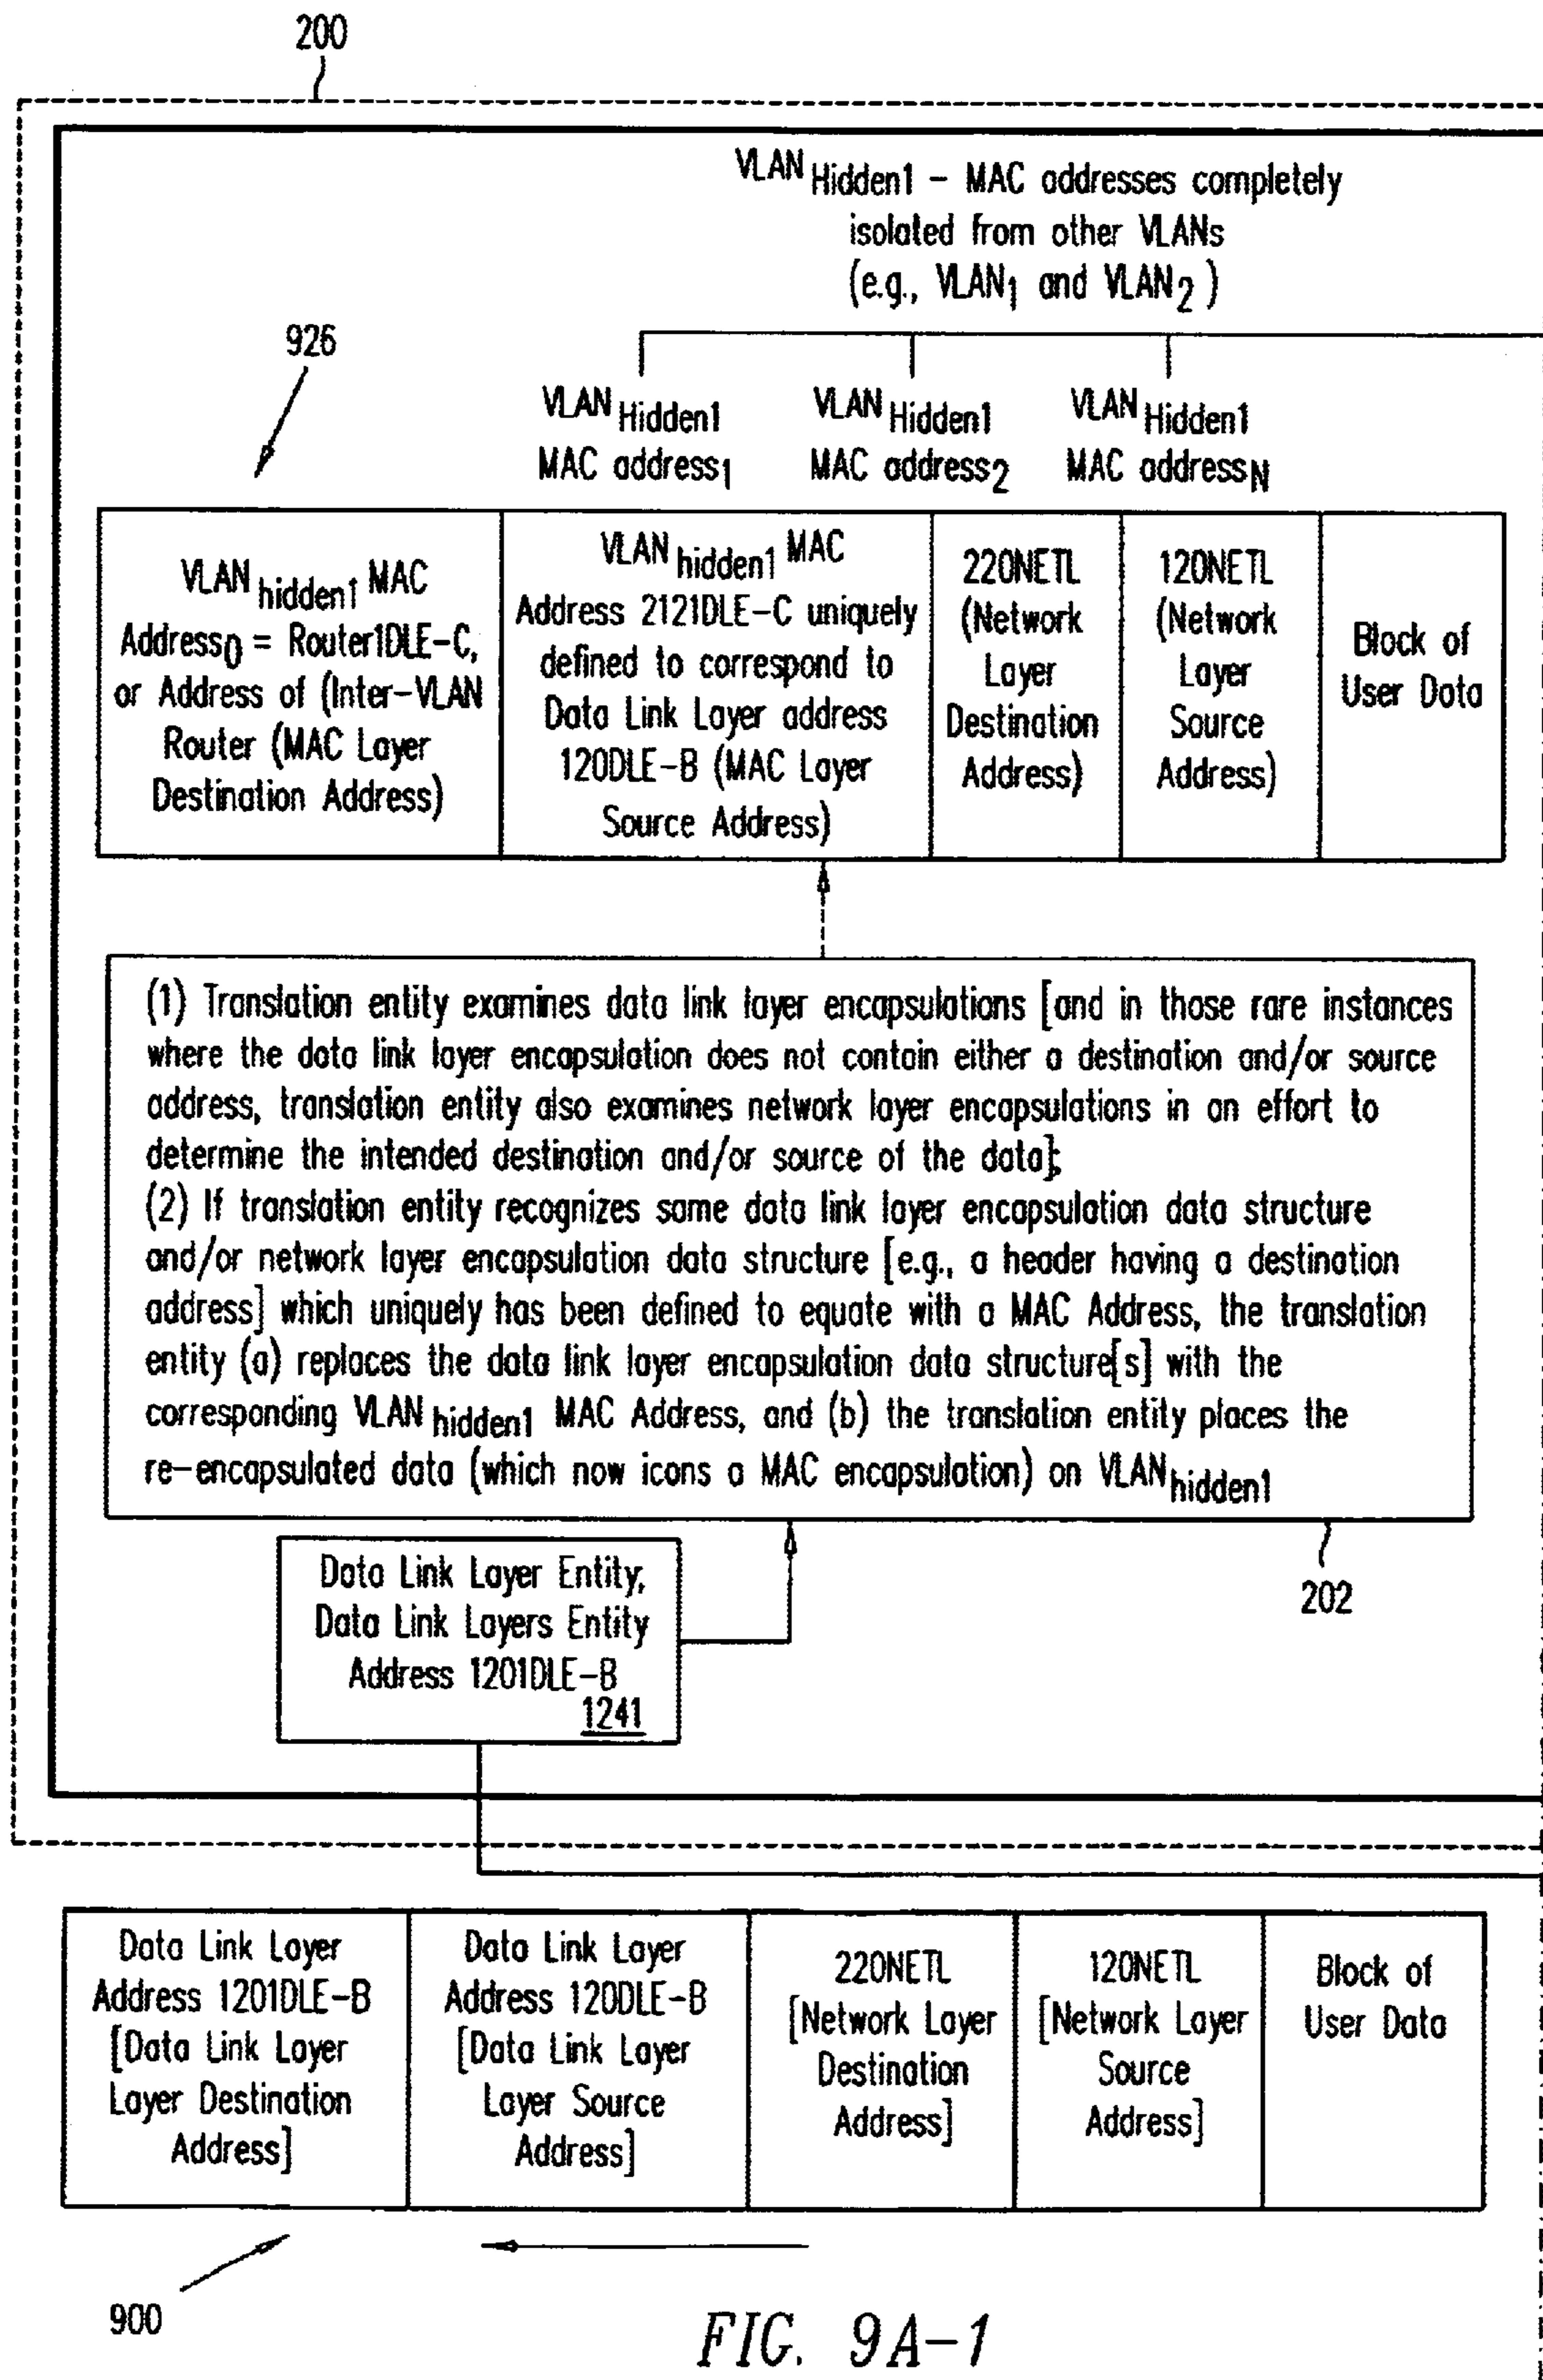 200
VLAN Hidden1 – MAC addresses completely
isolated from other VLANs
(e.g., VLAN1 and VLAN2)
926
VLAN Hidden1
MAC address1
VLAN Hidden1
MAC address2
VLAN Hidden1
MAC addressN
VLAN hidden1 MAC
Address0 = Router1DLE-C,
or Address of (Inter-VLAN
Router (MAC Layer
Destination Address)
VLAN hidden1 MAC
Address 2121DLE-C uniquely
defined to correspond to
Data Link Layer address
120DLE-B (MAC Layer
Source Address)
220NETL
(Network
Layer
Destination
Address)
120NETL
(Network
Layer
Source
Address)
Block of
User Data
(1) Translation entity examines data link layer encapsulations [and in those rare instances
where the data link layer encapsulation does not contain either a destination and/or source
address, translation entity also examines network layer encapsulations in an effort to
determine the intended destination and/or source of the data];
(2) If translation entity recognizes some data link layer encapsulation data structure
and/or network layer encapsulation data structure [e.g., a header having a destination
address] which uniquely has been defined to equate with a MAC Address, the translation
entity (a) replaces the data link layer encapsulation data structure[s] with the
corresponding VLAN hidden1 MAC Address, and (b) the translation entity places the
re-encapsulated data (which now icons a MAC encapsulation) on VLAN hidden1
202
Data Link Layer Entity,
Data Link Layers Entity
Address 1201DLE-B
1241
Data Link Layer
Address 1201DLE-B
[Data Link Layer
Layer Destination
Address]
Data Link Layer
Address 120DLE-B
[Data Link Layer
Layer Source
Address]
220NETL
[Network Layer
Destination
Address]
120NETL
[Network Layer
Source
Address]
Block of
User Data
900
FIG. 9A-1